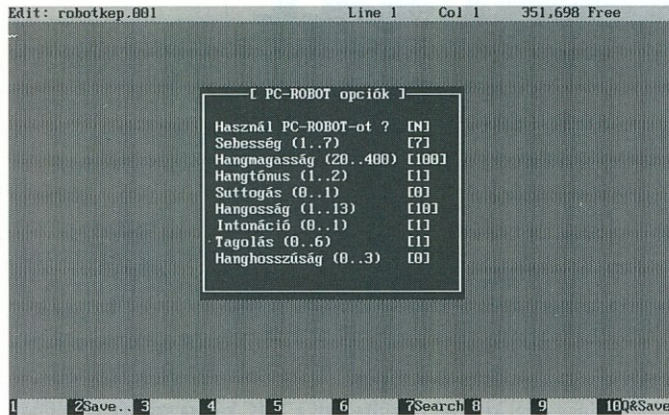 Edit: robotkep.001 Line 1 Col 1 351,698 Free
[ PC-ROBOT opciók ]
Használ PC-ROBOT-ot ? [N]
Sebesség (1..7) [7]
Hangmagasság (20..400) [100]
Hangtónus (1..2) [1]
Suttogás (0..1) [0]
Hangosság (1..13) [10]
Intonáció (0..1) [1]
Tagolás (0..6) [1]
Hanghosszúság (0..3) [0]
1 2Save.. 3 4 5 6 7Search 8 9 10Q&Save